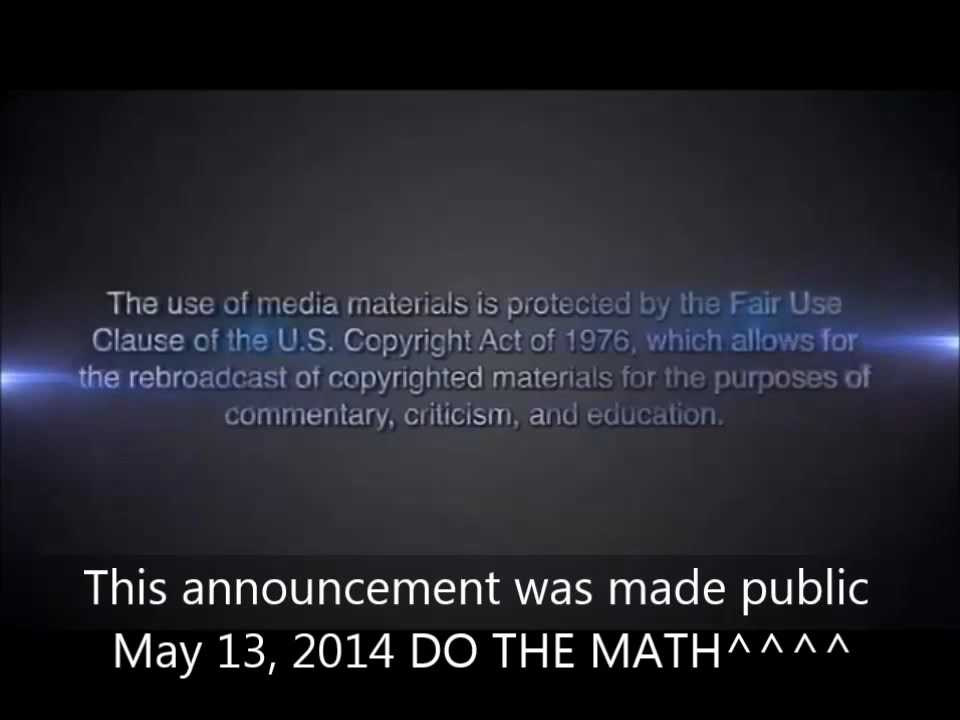 The use of media materials is protected by the Fair Use
Clause of the U.S. Copyright Act of 1976, which allows for
the rebroadcast of copyrighted materials for the purposes of
commentary, criticism, and education.
This announcement was made public
May 13, 2014 DO THE MATH^^^^